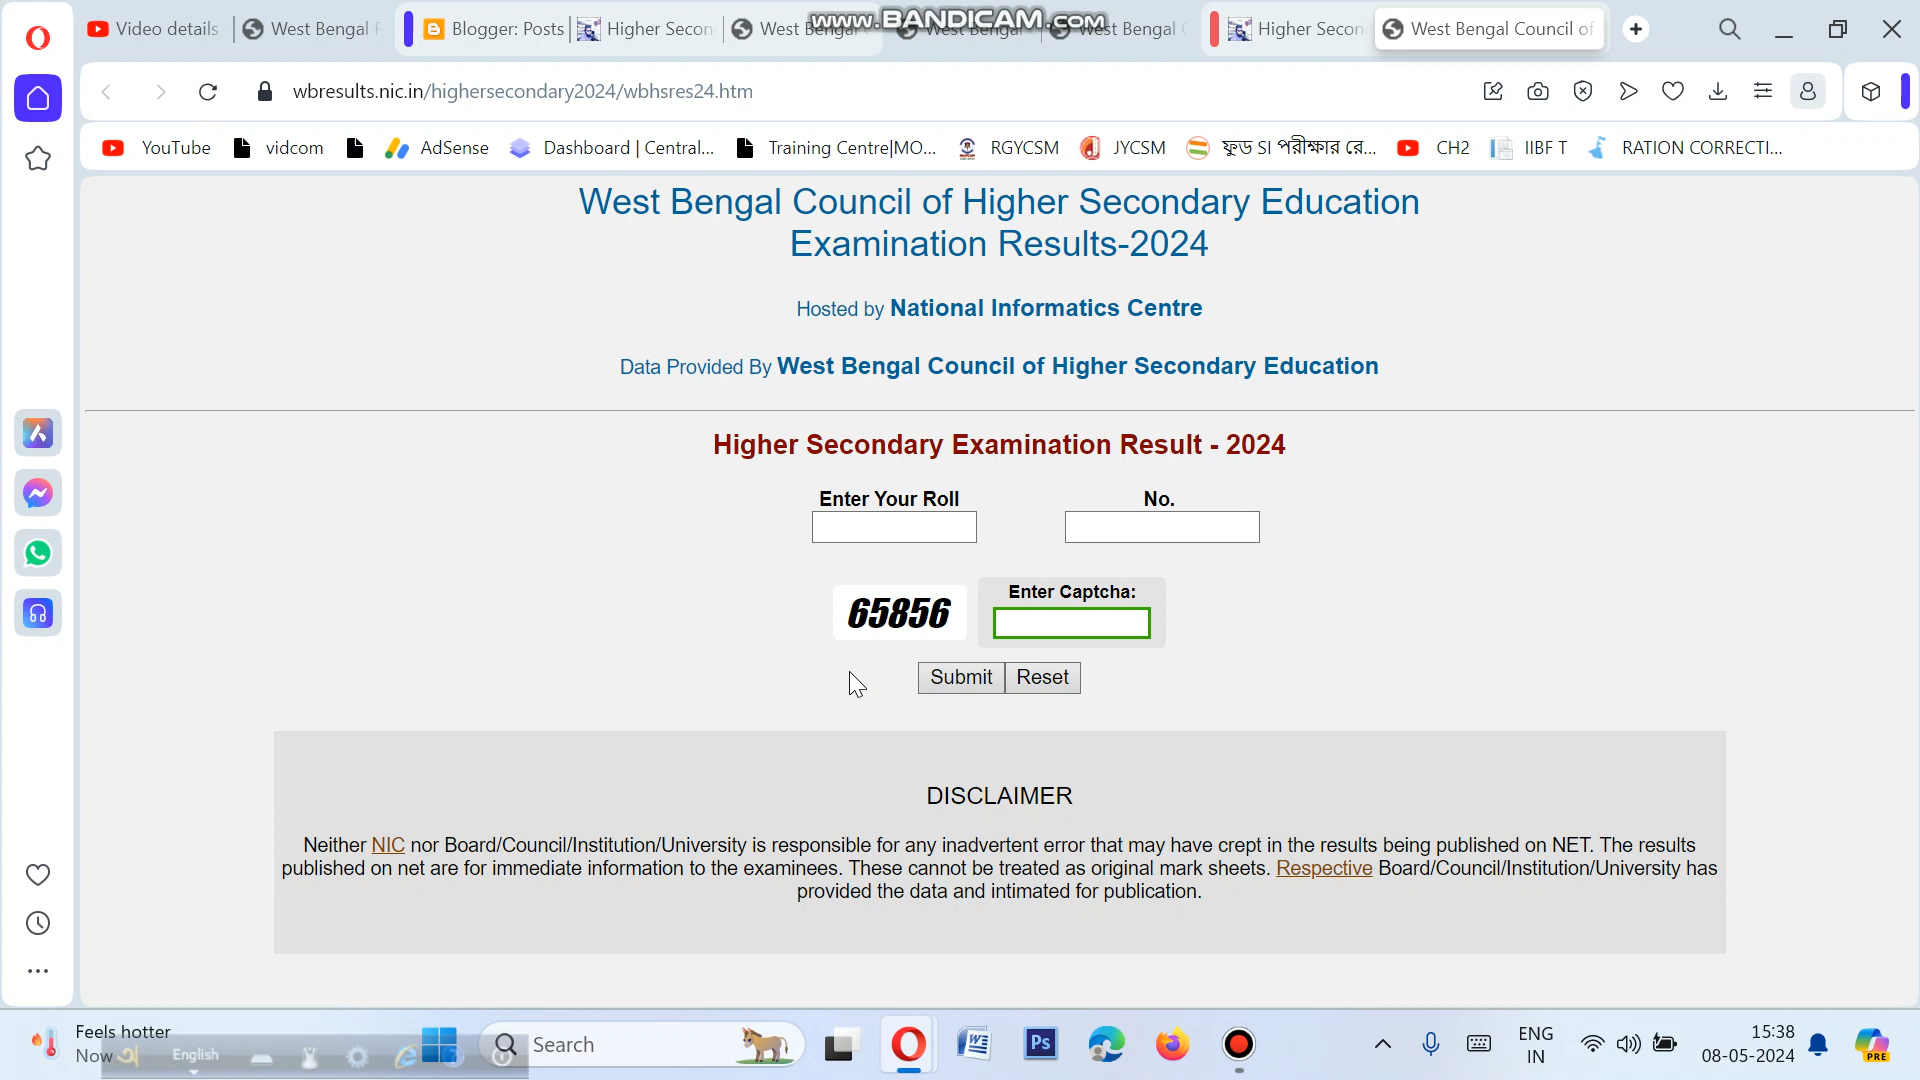 www.BANDICAM.com
Video details
West Bengal R
Blogger: Posts
Higher Secon
West Bengal
West Bengal
West Bengal C
Higher Secon
West Bengal Council of
wbresults.nic.in/highersecondary2024/wbhsres24.htm
YouTube
vidcom
AdSense
Dashboard | Central...
Training Centre|MO...
RGYCSM
JYCSM
ফুড SI পরীক্ষার রে...
CH2
IIBF T
RATION CORRECTI...
West Bengal Council of Higher Secondary Education
Examination Results-2024
Hosted by National Informatics Centre
Data Provided By West Bengal Council of Higher Secondary Education
Higher Secondary Examination Result - 2024
Enter Your Roll
No.
65856
Enter Captcha:
Submit
Reset
DISCLAIMER
Neither NIC nor Board/Council/Institution/University is responsible for any inadvertent error that may have crept in the results being published on NET. The results
published on net are for immediate information to the examinees. These cannot be treated as original mark sheets. Respective Board/Council/Institution/University has
provided the data and intimated for publication.
Feels hotter
Now
English
Search
W
Ps
ENG
IN
15:38
08-05-2024
PRE